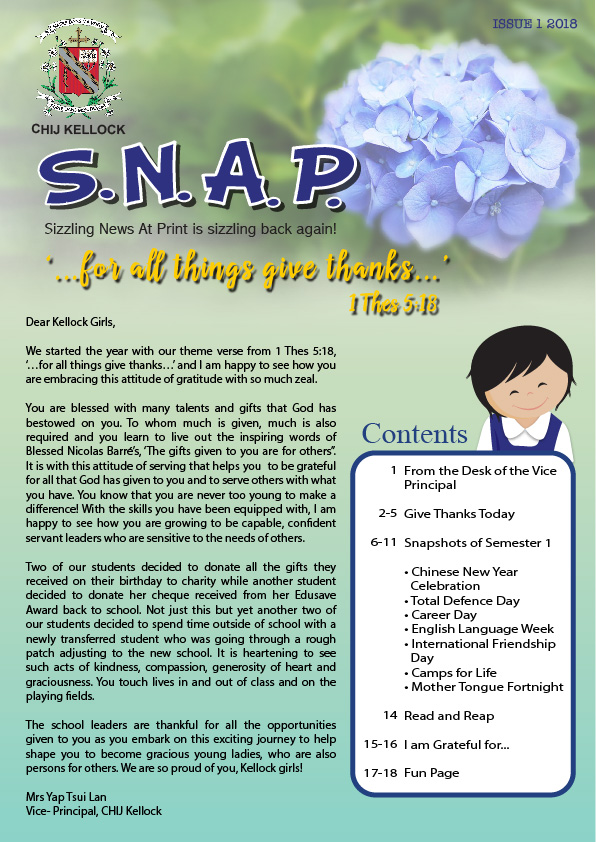 ISSUE 1 2018
CHIJ KELLOCK
S.N.A.P.
Sizzling News At Print is sizzling back again!
'...for all things give thanks...'
1 Thes 5:18
Dear Kellock Girls,
We started the year with our theme verse from 1 Thes 5:18,
‘…for all things give thanks…’ and I am happy to see how you
are embracing this attitude of gratitude with so much zeal.
You are blessed with many talents and gifts that God has
bestowed on you. To whom much is given, much is also
required and you learn to live out the inspiring words of
Blessed Nicolas Barré’s, ‘The gifts given to you are for others”.
It is with this attitude of serving that helps you to be grateful
for all that God has given to you and to serve others with what
you have. You know that you are never too young to make a
difference! With the skills you have been equipped with, I am
happy to see how you are growing to be capable, confident
servant leaders who are sensitive to the needs of others.
Two of our students decided to donate all the gifts they
received on their birthday to charity while another student
decided to donate her cheque received from her Edusave
Award back to school. Not just this but yet another two of
our students decided to spend time outside of school with a
newly transferred student who was going through a rough
patch adjusting to the new school. It is heartening to see
such acts of kindness, compassion, generosity of heart and
graciousness. You touch lives in and out of class and on the
playing fields.
The school leaders are thankful for all the opportunities
given to you as you embark on this exciting journey to help
shape you to become gracious young ladies, who are also
persons for others. We are so proud of you, Kellock girls!
Mrs Yap Tsui Lan
Vice- Principal, CHIJ Kellock
Contents
1 From the Desk of the Vice
Principal
2-5 Give Thanks Today
6-11 Snapshots of Semester 1
• Chinese New Year
Celebration
• Total Defence Day
• Career Day
• English Language Week
• International Friendship
Day
• Camps for Life
• Mother Tongue Fortnight
14 Read and Reap
15-16 I am Grateful for...
17-18 Fun Page